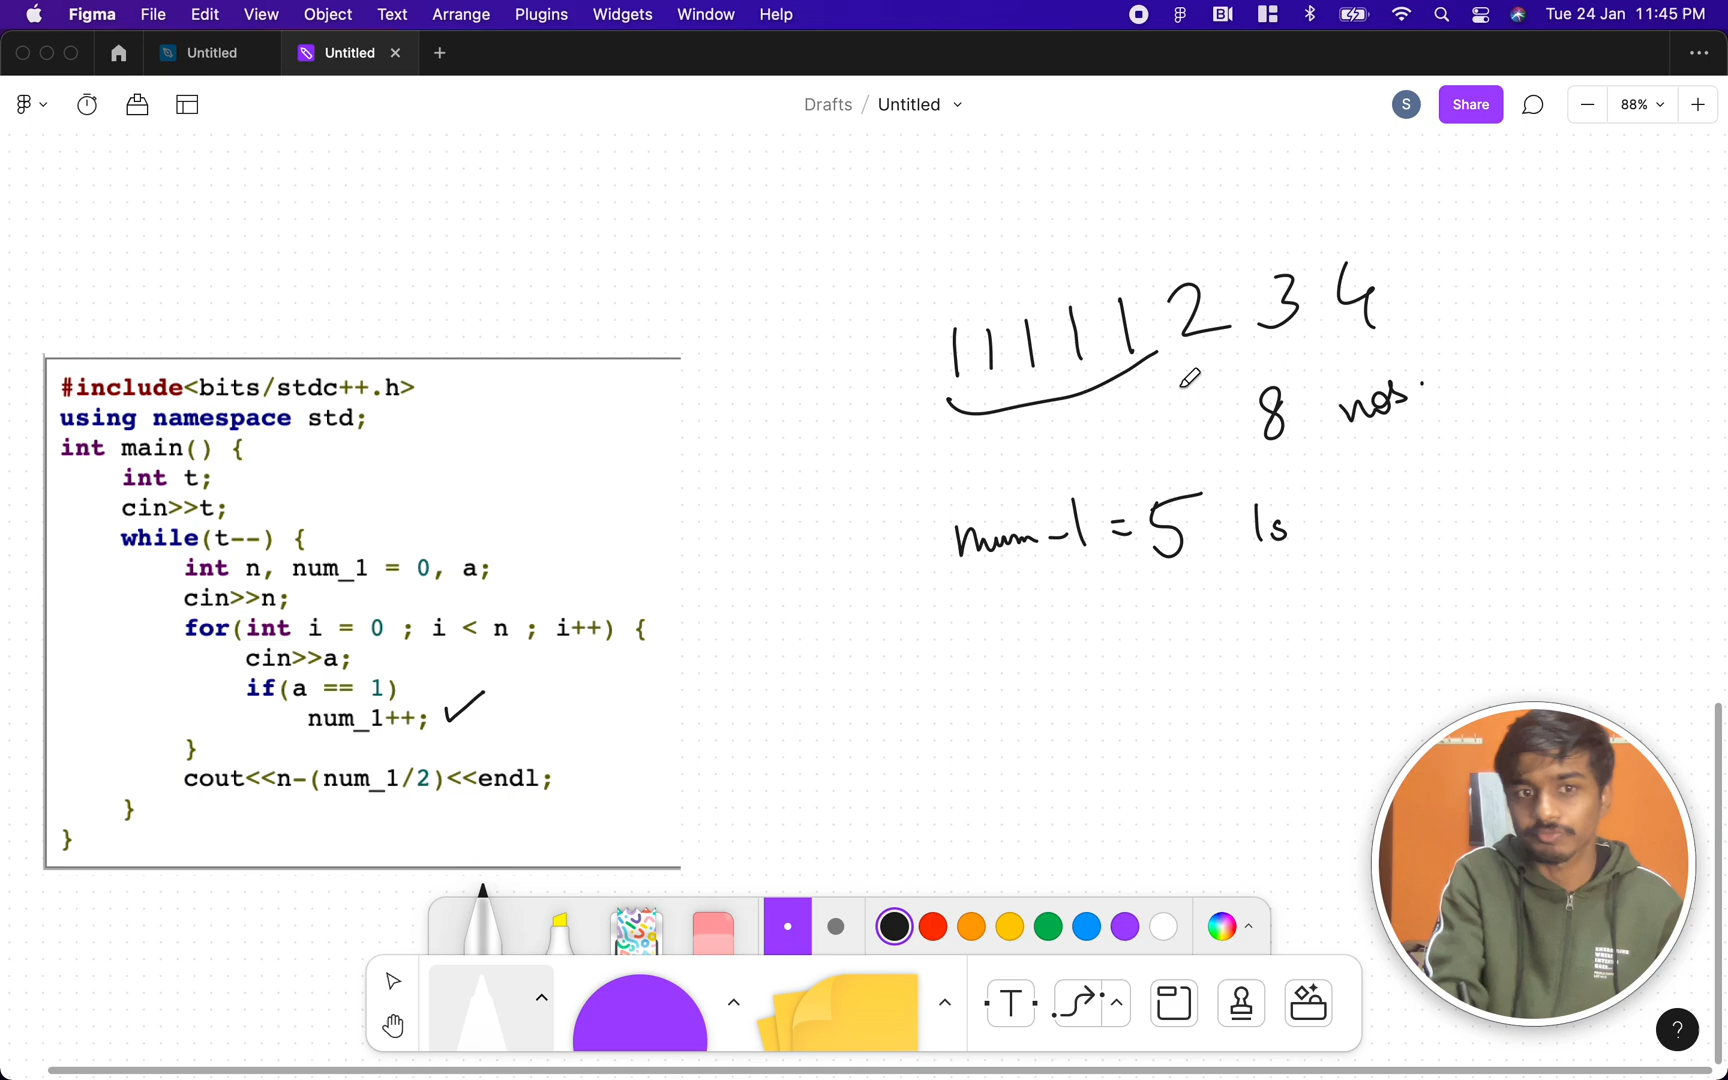 Figma File Edit View Object Text Arrange Plugins Widgets Window Help Tue 24 Jan 11:45 PM
Untitled Untitled
Drafts / Untitled S Share 88%
#include<bits/stdc++.h>
using namespace std;
int main() {
int t;
cin>>t;
while(t--) {
int n, num_1 = 0, a;
cin>>n;
for(int i = 0 ; i < n ; i++) {
cin>>a;
if(a == 1)
num_1++;
}
cout<<n-(num_1/2)<<endl;
}
}
1 1 1 1 1 2 3 4
8 nos.
num_1 = 5 1s
T
?